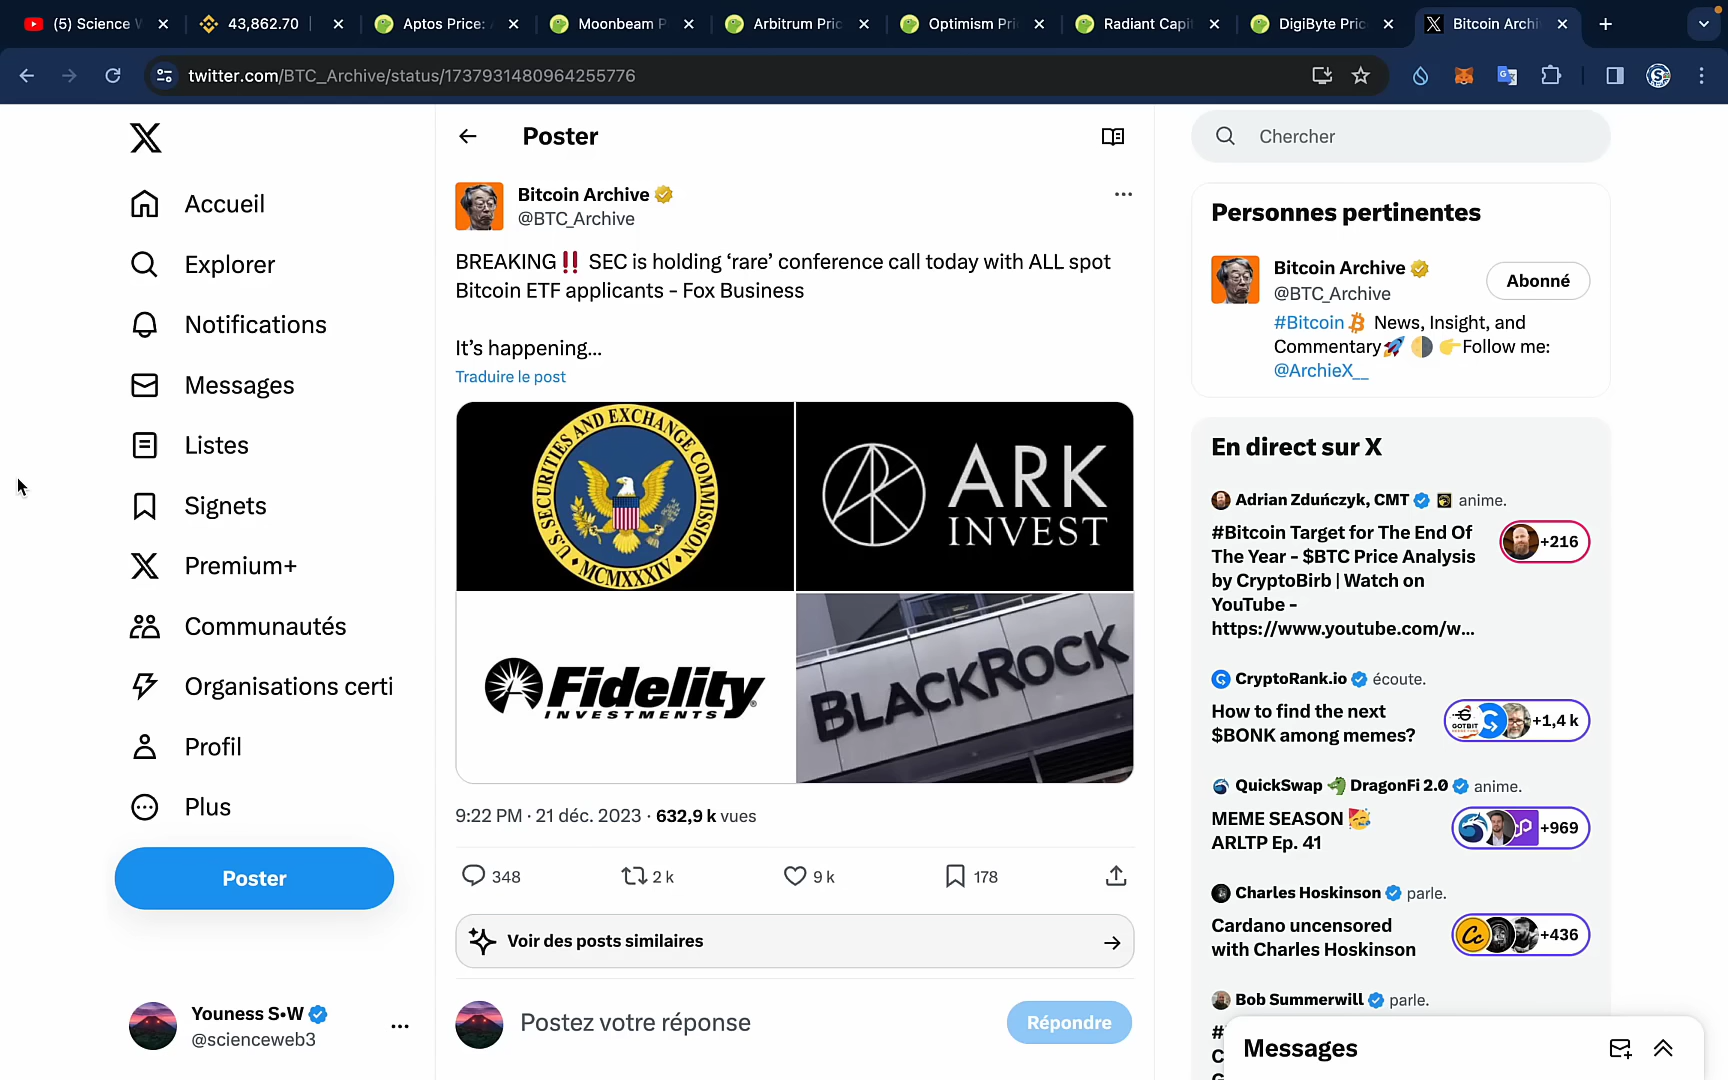 (5) Science W
43,862.70
Aptos Price:
Moonbeam P
Arbitrum Pric
Optimism Pri
Radiant Capi
DigiByte Pric
Bitcoin Archi
twitter.com/BTC_Archive/status/1737931480964255776
Accueil
Explorer
Notifications
Messages
Listes
Signets
Premium+
Communautés
Organisations certi
Profil
Plus
Poster
Youness S•W
@scienceweb3
Poster
Bitcoin Archive
@BTC_Archive
BREAKING‼️ SEC is holding ‘rare’ conference call today with ALL spot
Bitcoin ETF applicants - Fox Business
It’s happening...
Traduire le post
U.S. SECURITIES AND EXCHANGE COMMISSION
MCMXXXIV
ARK
INVEST
Fidelity
INVESTMENTS
BLACKROCK
9:22 PM · 21 déc. 2023 · 632,9 k vues
348
2 k
9 k
178
Voir des posts similaires
Postez votre réponse
Répondre
Chercher
Personnes pertinentes
Bitcoin Archive
@BTC_Archive
Abonné
#Bitcoin News, Insight, and
Commentary🚀 🌗 👉Follow me:
@ArchieX__
En direct sur X
Adrian Zduńczyk, CMT anime.
#Bitcoin Target for The End Of
The Year - $BTC Price Analysis
by CryptoBirb | Watch on
YouTube -
https://www.youtube.com/w...
+216
CryptoRank.io écoute.
How to find the next
$BONK among memes?
GOTBIT
+1,4 k
QuickSwap 🐉 DragonFi 2.0 anime.
MEME SEASON 🥳
ARLTP Ep. 41
+969
Charles Hoskinson parle.
Cardano uncensored
with Charles Hoskinson
+436
Bob Summerwill parle.
Messages